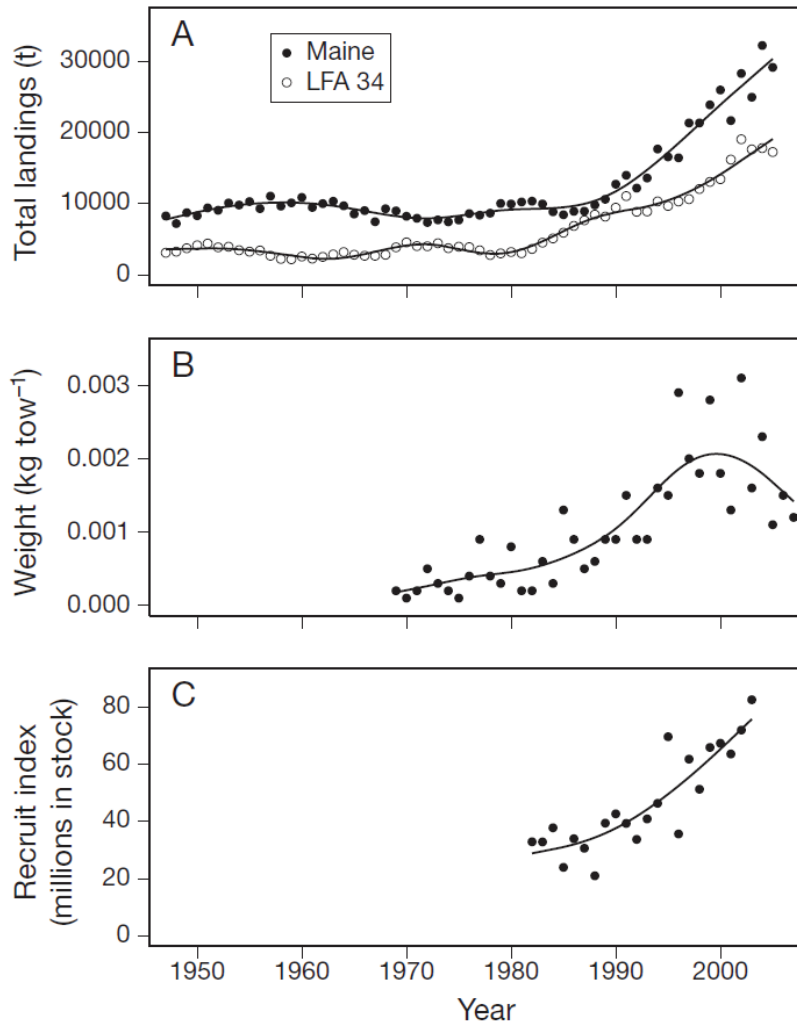 A
Maine
LFA 34
Total landings (t)
30000
20000
10000
0
B
Weight (kg tow⁻¹)
0.003
0.002
0.001
0.000
C
Recruit index
(millions in stock)
80
60
40
20
0
1950 1960 1970 1980 1990 2000
Year